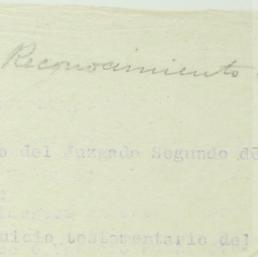 Reconocimiento
del Juzgado Segundo de
uicio testamentario del